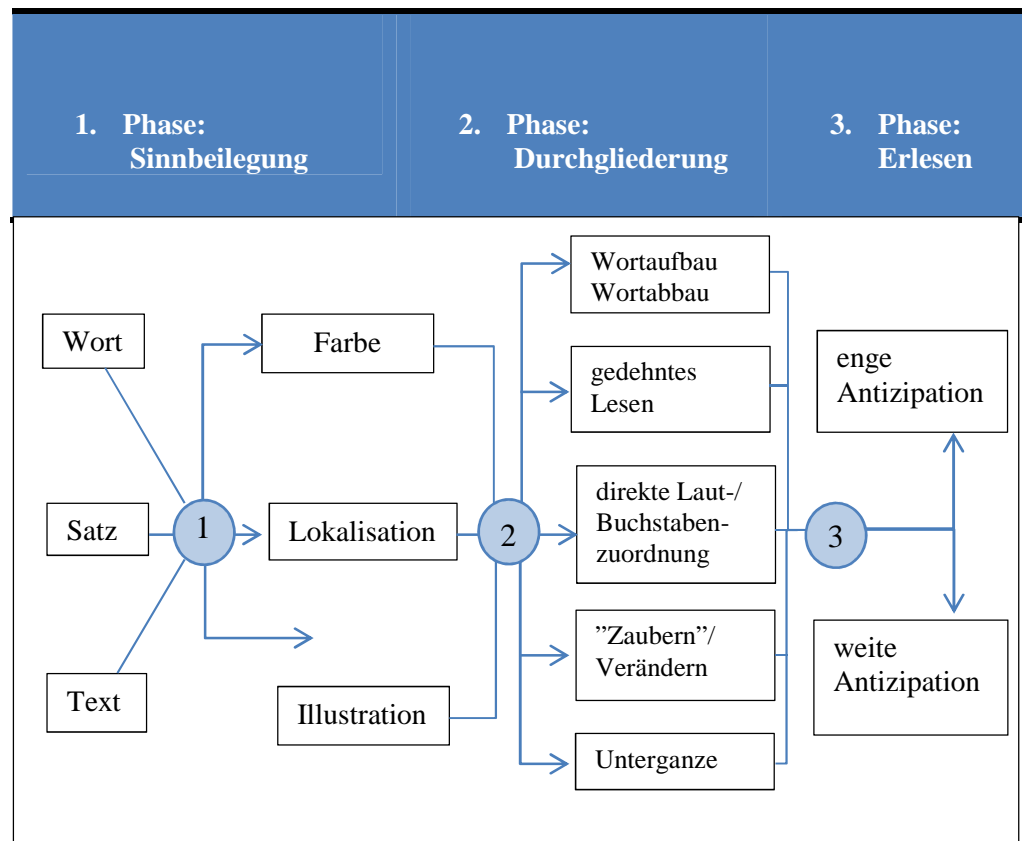 1. Phase:
Sinnbeilegung
2. Phase:
Durchgliederung
3. Phase:
Erlesen
Wort
Satz
Text
1
Farbe
Lokalisation
Illustration
2
Wortaufbau
Wortabbau
gedehntes
Lesen
direkte Laut-/
Buchstaben-
zuordnung
”Zaubern”/
Verändern
Unterganze
3
enge
Antizipation
weite
Antizipation